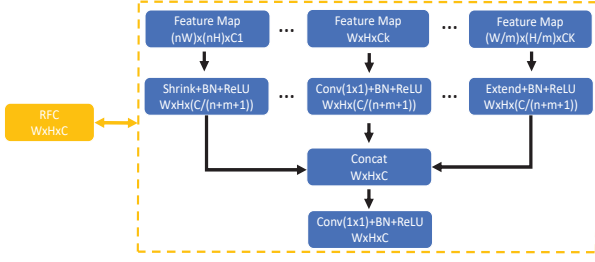 Feature Map
(nW)x(nH)xC1
...
Feature Map
WxHxCk
...
Feature Map
(W/m)x(H/m)xCK
Shrink+BN+ReLU
WxHx(C/(n+m+1))
...
Conv(1x1)+BN+ReLU
WxHx(C/(n+m+1))
...
Extend+BN+ReLU
WxHx(C/(n+m+1))
RFC
WxHxC
Concat
WxHxC
Conv(1x1)+BN+ReLU
WxHxC